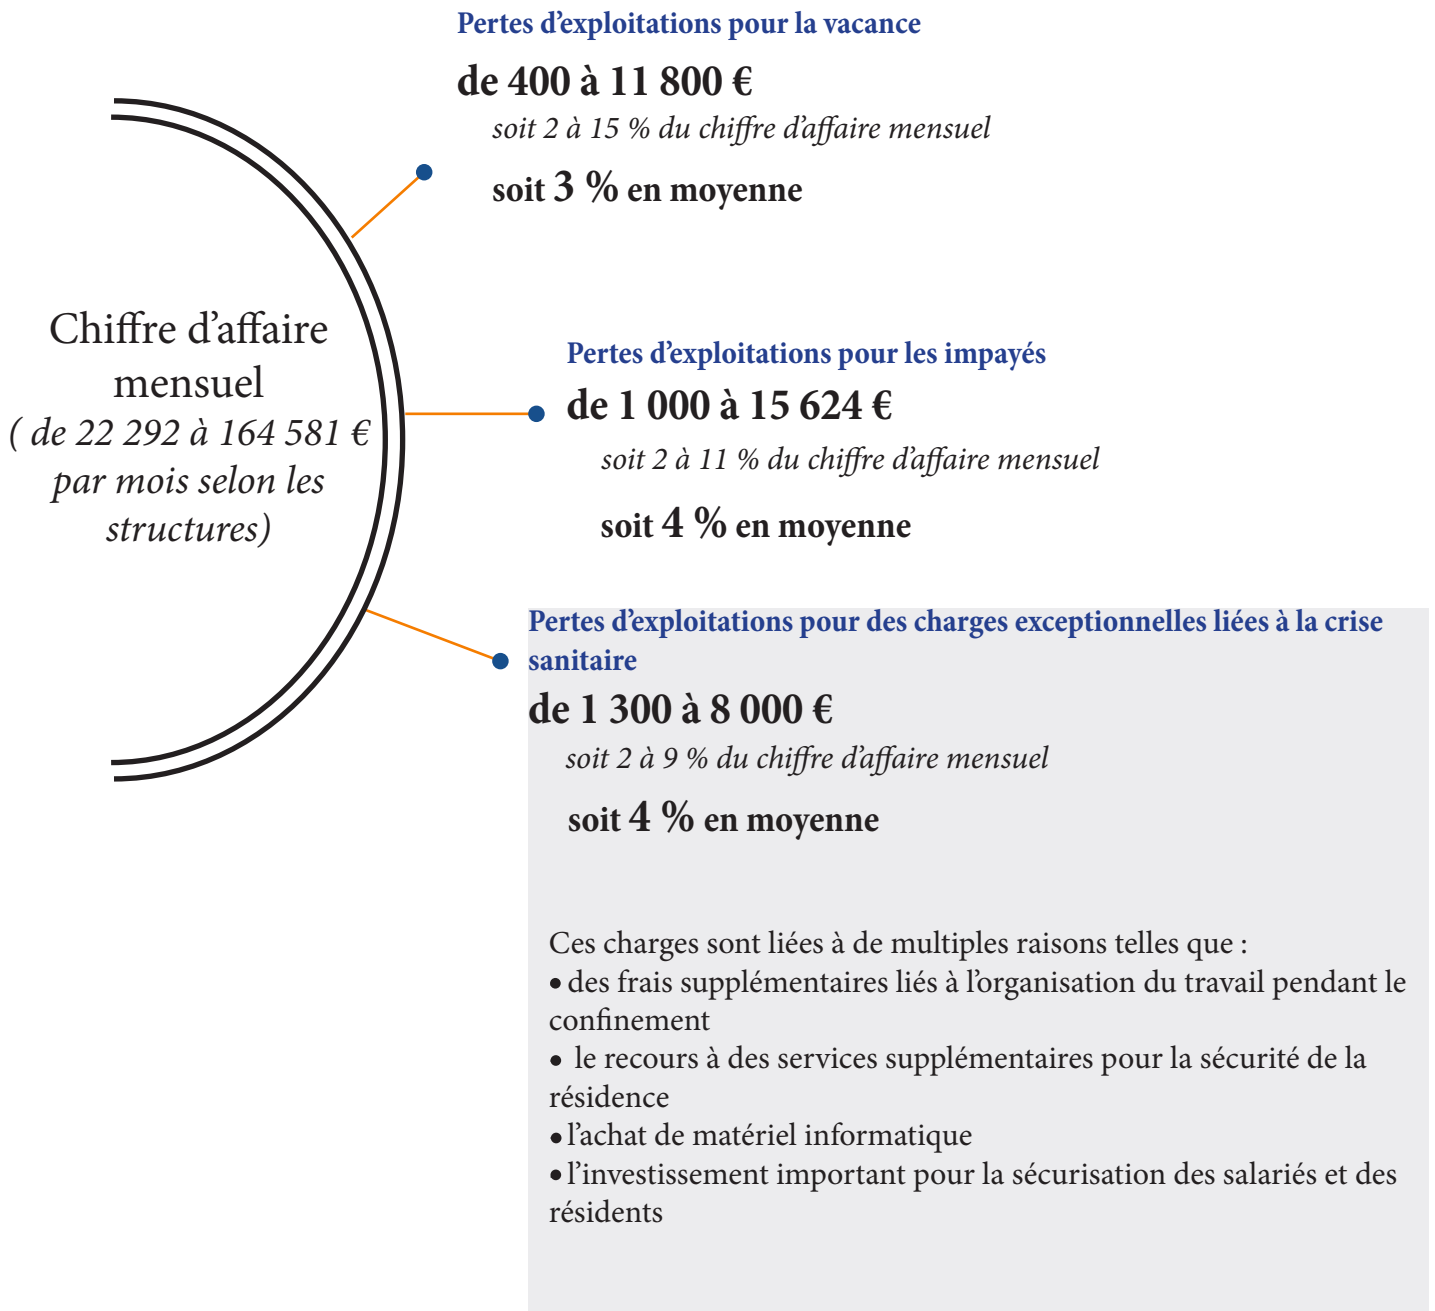 Pertes d’exploitations pour la vacance
de 400 à 11 800 €
soit 2 à 15 % du chiffre d’affaire mensuel
soit 3 % en moyenne
Chiffre d’affaire
mensuel
( de 22 292 à 164 581 €
par mois selon les
structures)
Pertes d’exploitations pour les impayés
de 1 000 à 15 624 €
soit 2 à 11 % du chiffre d’affaire mensuel
soit 4 % en moyenne
Pertes d’exploitations pour des charges exceptionnelles liées à la crise
sanitaire
de 1 300 à 8 000 €
soit 2 à 9 % du chiffre d’affaire mensuel
soit 4 % en moyenne
Ces charges sont liées à de multiples raisons telles que :
• des frais supplémentaires liés à l’organisation du travail pendant le
confinement
• le recours à des services supplémentaires pour la sécurité de la
résidence
• l’achat de matériel informatique
• l’investissement important pour la sécurisation des salariés et des
résidents